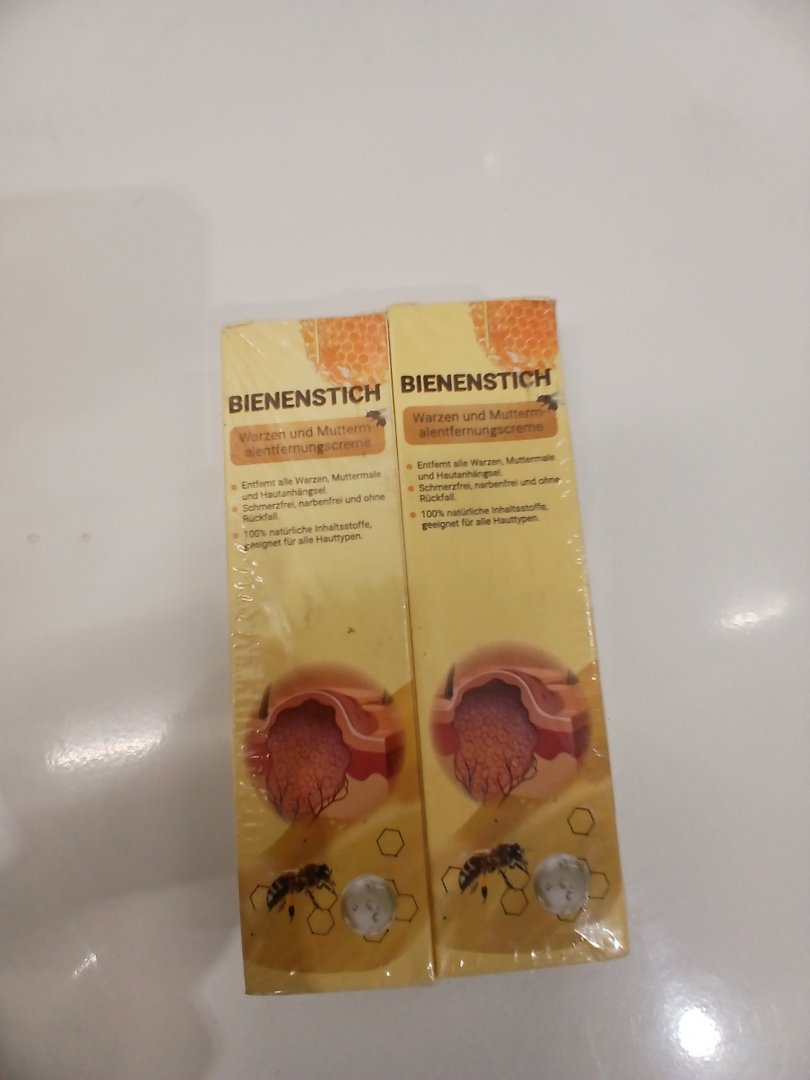 BIENENSTICH
Warzen und Mutterm-
alentfernungscreme
Entfernt alle Warzen, Muttermale
und Hautanhängsel.
Schmerzfrei, narbenfrei und ohne
Rückfall.
100% natürliche Inhaltsstoffe,
geeignet für alle Hauttypen.
BIENENSTICH
Warzen und Mutterm-
alentfernungscreme
Entfernt alle Warzen, Muttermale
und Hautanhängsel.
Schmerzfrei, narbenfrei und ohne
Rückfall.
100% natürliche Inhaltsstoffe,
geeignet für alle Hauttypen.